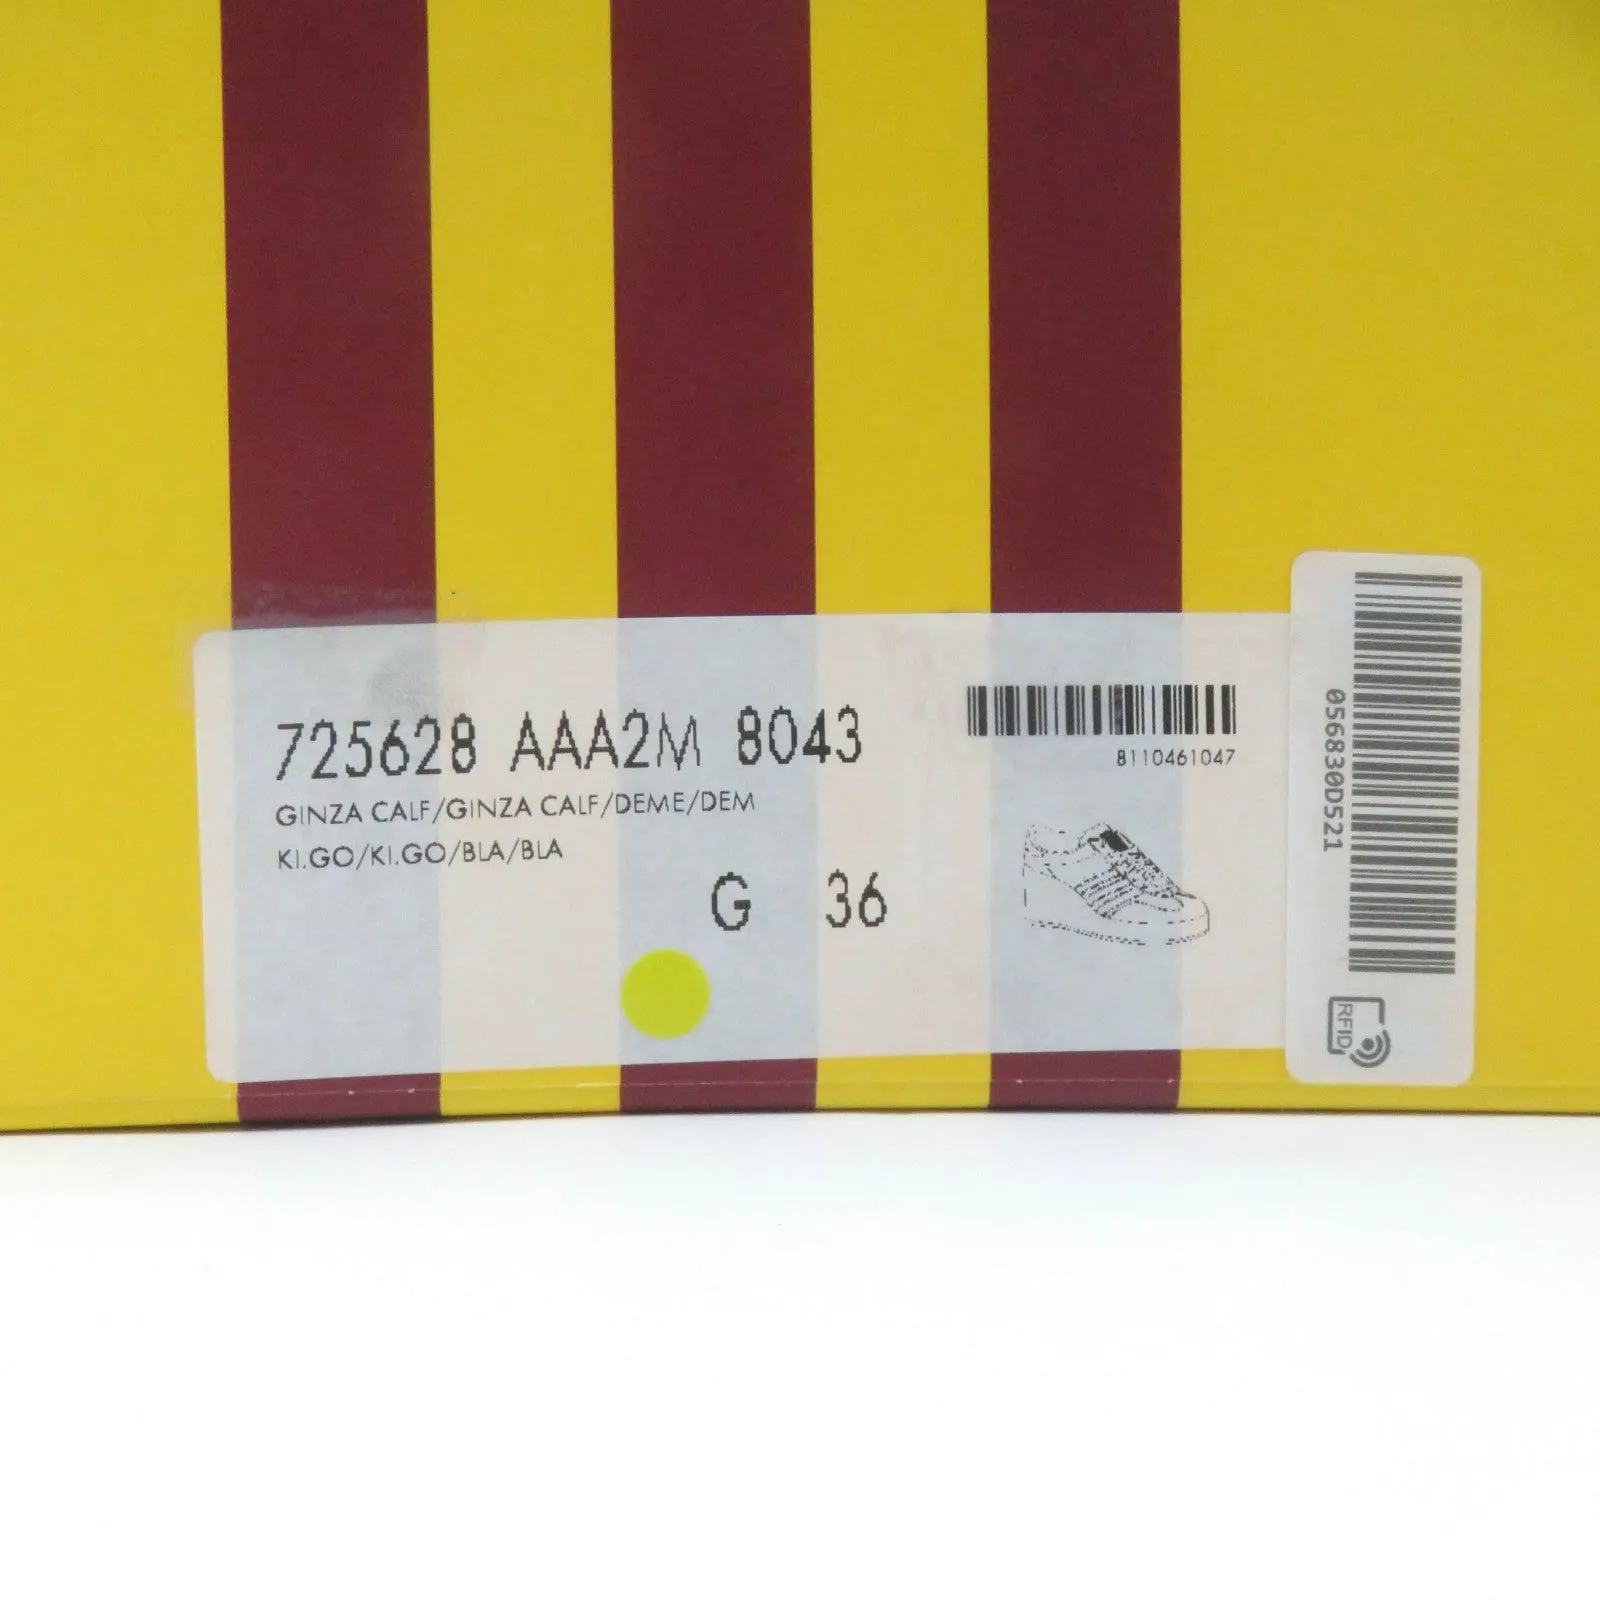 725628 AAA2M 8043
GINZA CALF/GINZA CALF/DEME/DEM
KI.GO/KI.GO/BLA/BLA
G 36
8110461047
056830D521
RFID